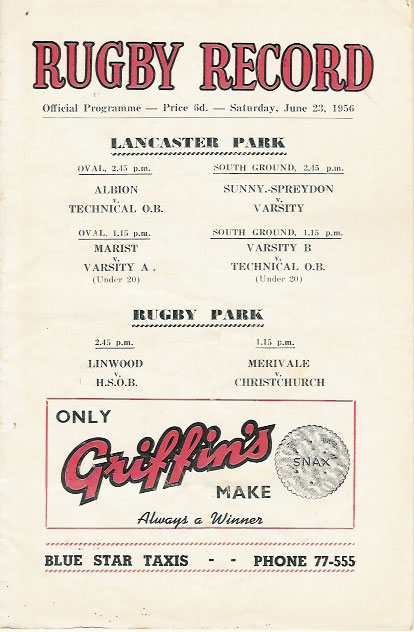 RUGBY RECORD
Official Programme — Price 6d. — Saturday, June 23, 1956
LANCASTER PARK
OVAL, 2.45 p.m.
ALBION
v.
TECHNICAL O.B.
SOUTH GROUND, 2.45 p.m.
SUNNY.-SPREYDON
v.
VARSITY
OVAL, 1.15 p.m.
MARIST
v.
VARSITY A .
(Under 20)
SOUTH GROUND, 1.15 p.m.
VARSITY B
v.
TECHNICAL O.B.
(Under 20)
RUGBY PARK
2.45 p.m.
LINWOOD
v.
H.S.O.B.
1.15 p.m.
MERIVALE
v.
CHRISTCHURCH
ONLY
Griffin's
MAKE
SNAX
Always a Winner
BLUE STAR TAXIS - - PHONE 77-555